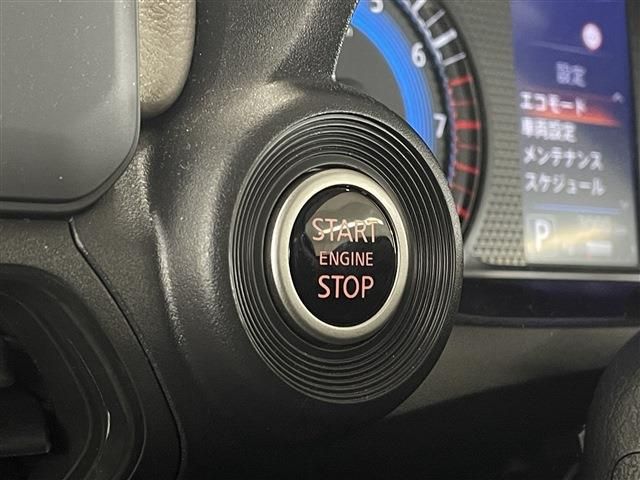 START
ENGINE
STOP
5
6
7
設定
エコモード
車両設定
メンテナンス
スケジュール
P